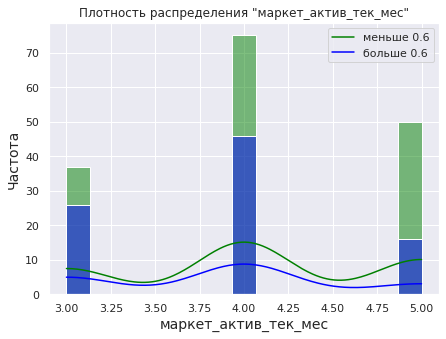 Плотность распределения "маркет_актив_тек_мес"
меньше 0.6
больше 0.6
Частота
70
60
50
40
30
20
10
0
3.00 3.25 3.50 3.75 4.00 4.25 4.50 4.75 5.00
маркет_актив_тек_мес